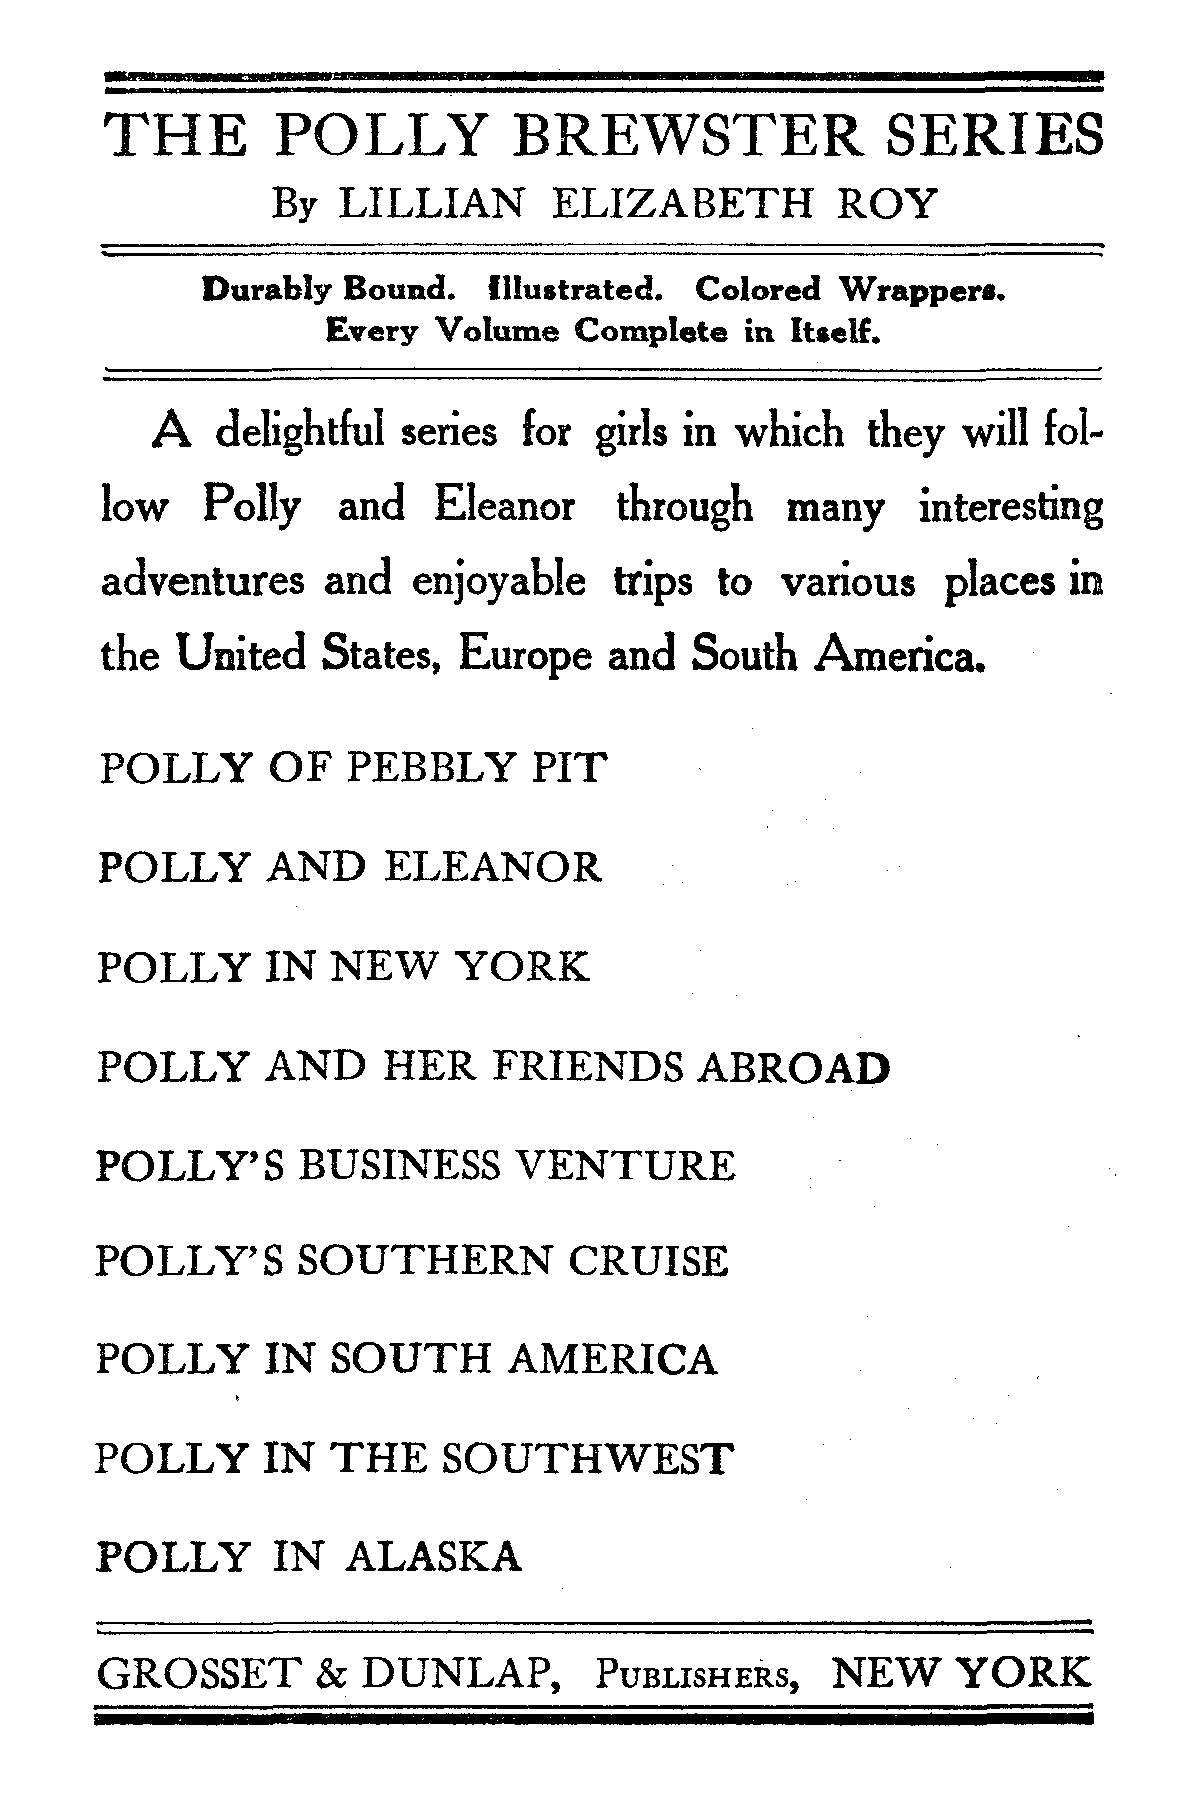 THE POLLY BREWSTER SERIES
By LILLIAN ELIZABETH ROY
Durably Bound. Illustrated. Colored Wrappers.
Every Volume Complete in Itself.
A delightful series for girls in which they will fol-
low Polly and Eleanor through many interesting
adventures and enjoyable trips to various places in
the United States, Europe and South America.
POLLY OF PEBBLY PIT
POLLY AND ELEANOR
POLLY IN NEW YORK
POLLY AND HER FRIENDS ABROAD
POLLY'S BUSINESS VENTURE
POLLY'S SOUTHERN CRUISE
POLLY IN SOUTH AMERICA
POLLY IN THE SOUTHWEST
POLLY IN ALASKA
GROSSET & DUNLAP, PUBLISHERS, NEW YORK